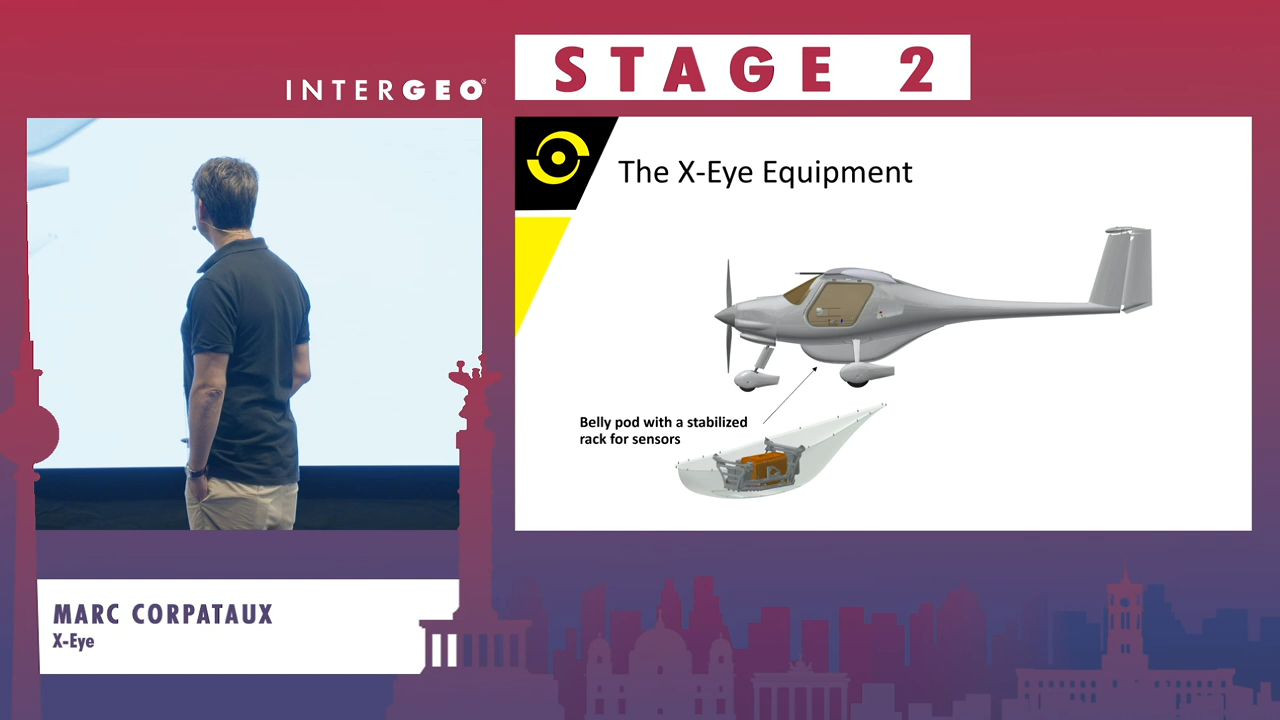 INTERGEO®
STAGE 2
The X-Eye Equipment
Belly pod with a stabilized
rack for sensors
MARC CORPATAUX
X-Eye